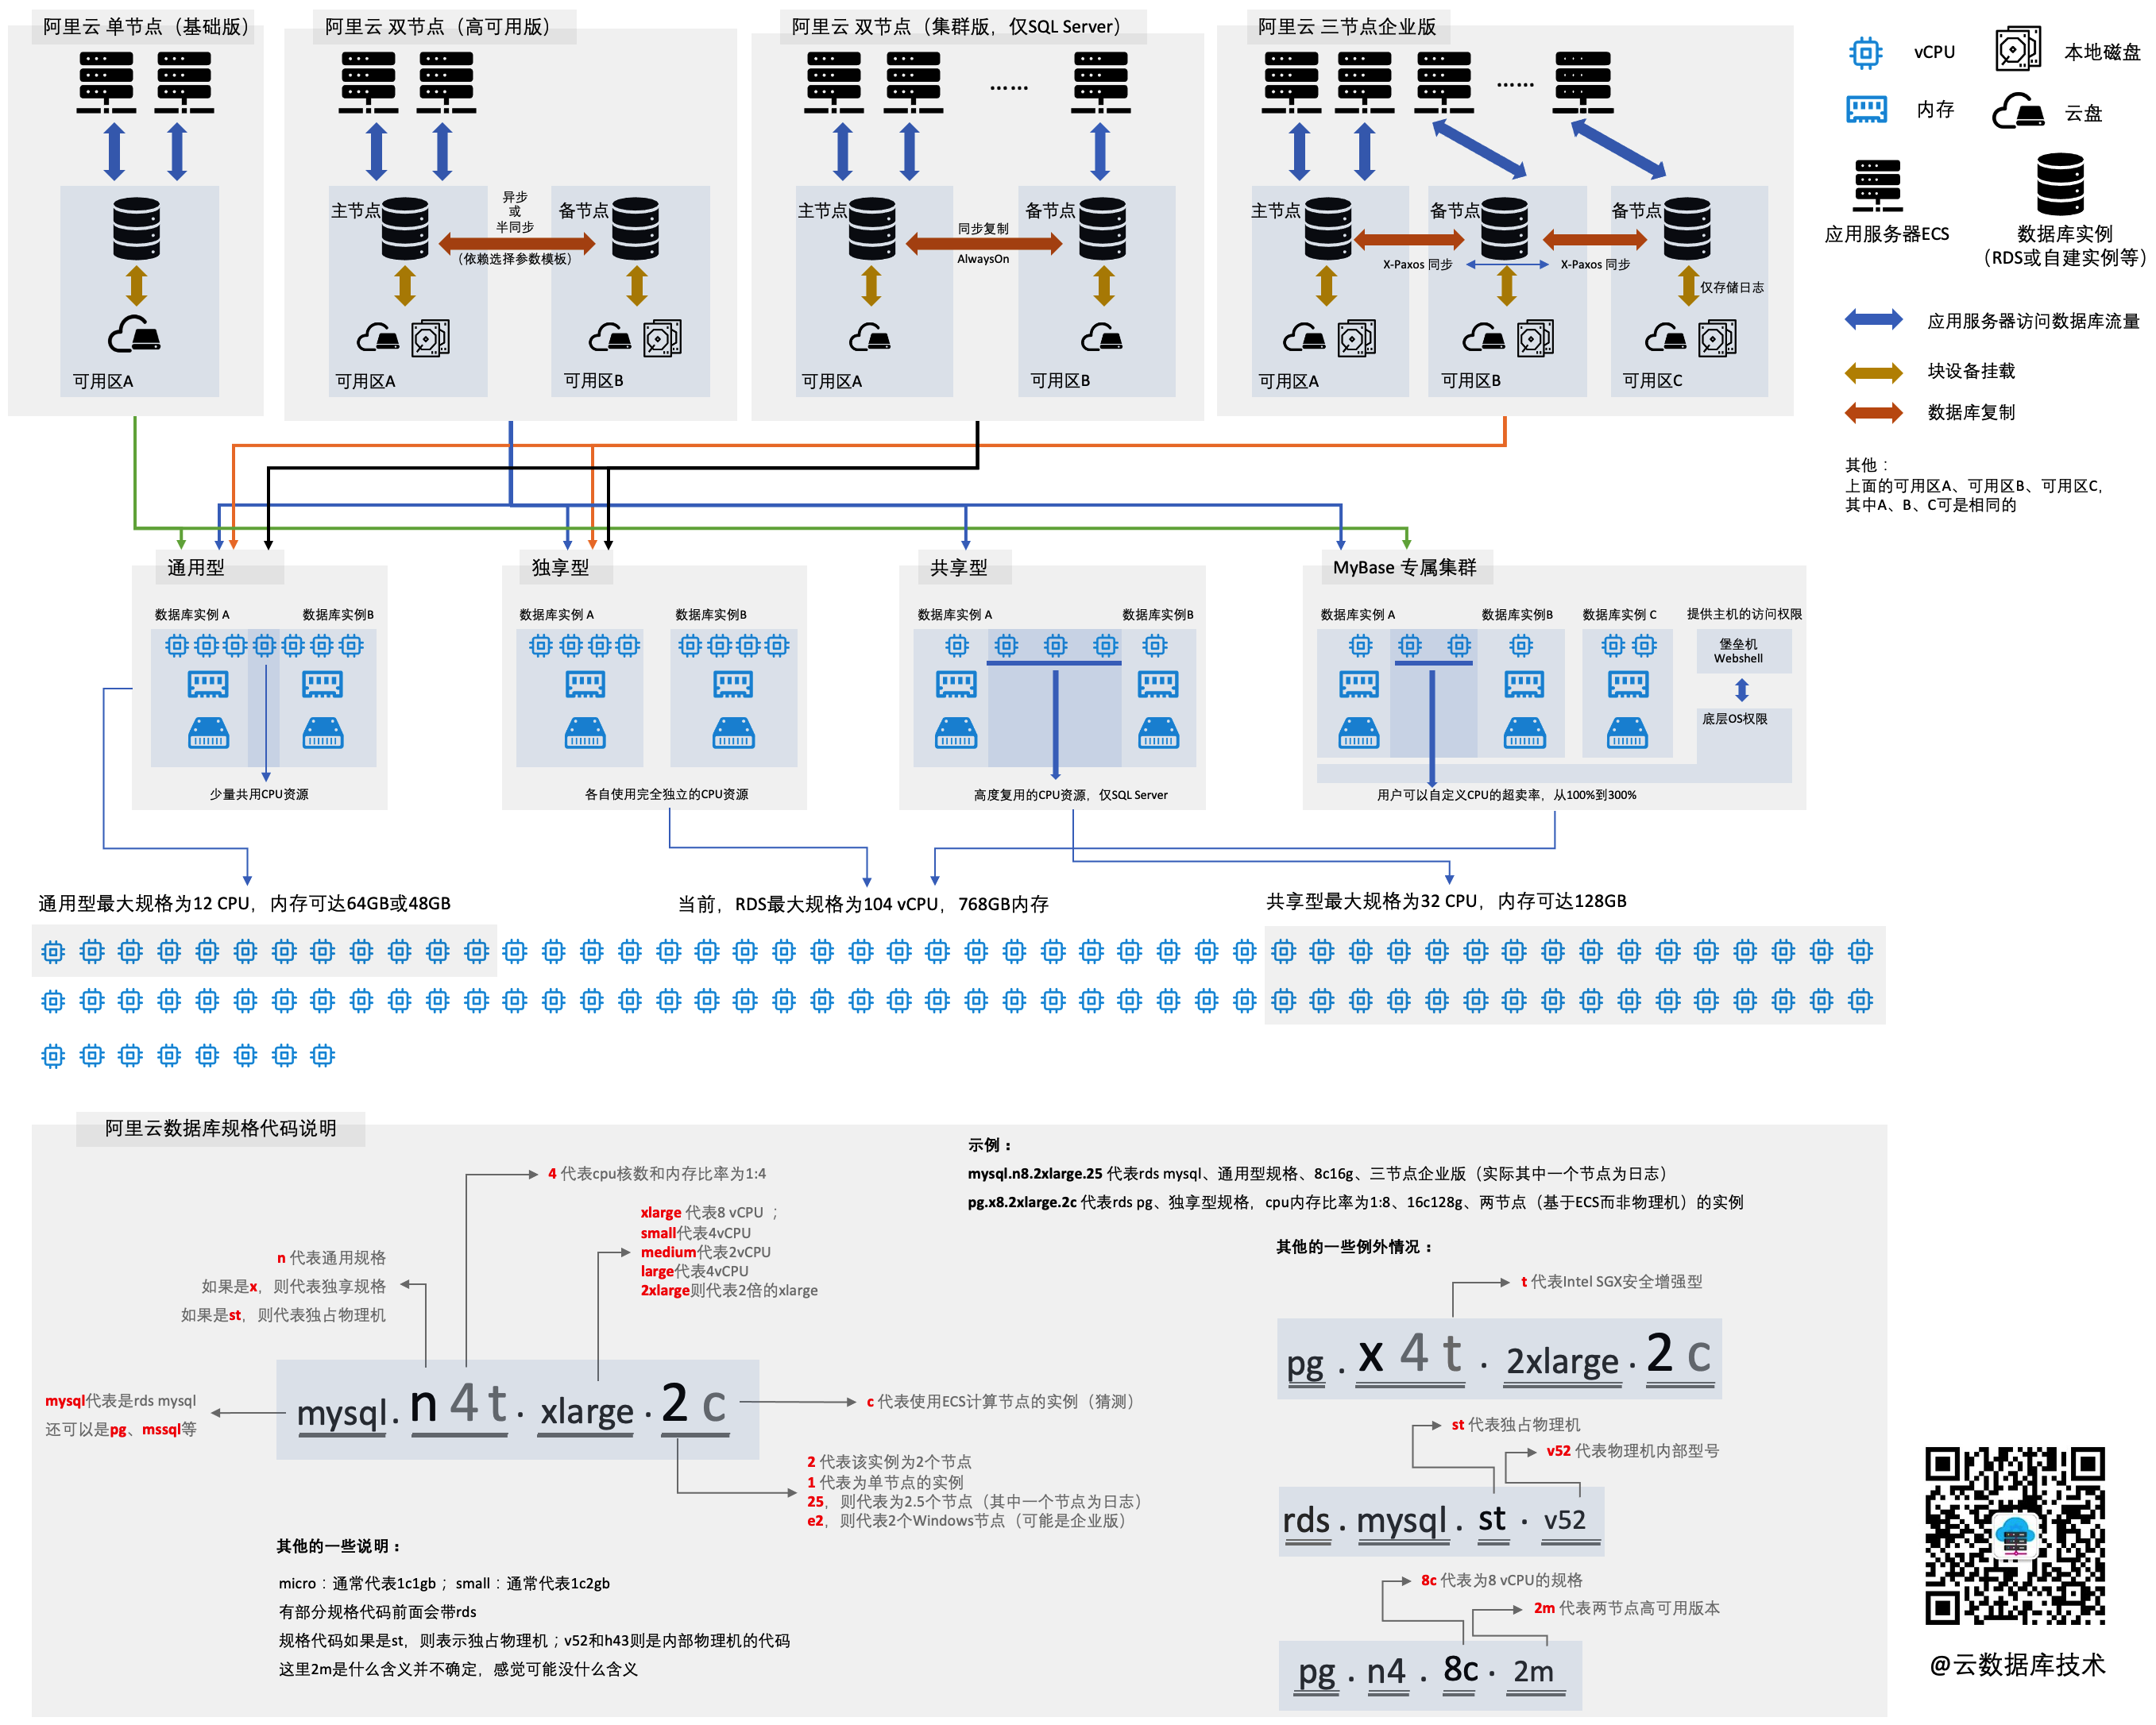 阿里云 单节点（基础版）
阿里云 双节点（高可用版）
阿里云 双节点（集群版，仅SQL Server）
阿里云 三节点企业版
vCPU
本地磁盘
内存
云盘
应用服务器ECS
数据库实例
（RDS或自建实例等）
应用服务器访问数据库流量
块设备挂载
数据库复制
其他：
上面的可用区A、可用区B、可用区C，
其中A、B、C可是相同的
可用区A
主节点
异步
或
半同步
（依赖选择参数模板）
备节点
可用区A
可用区B
主节点
同步复制
AlwaysOn
备节点
可用区A
可用区B
......
主节点
X-Paxos 同步
备节点
X-Paxos 同步
备节点
仅存储日志
可用区A
可用区B
可用区C
......
通用型
数据库实例 A
数据库实例B
少量共用CPU资源
独享型
数据库实例 A
数据库实例B
各自使用完全独立的CPU资源
共享型
数据库实例 A
数据库实例B
高度复用的CPU资源，仅SQL Server
MyBase 专属集群
数据库实例 A
数据库实例B
数据库实例 C
提供主机的访问权限
堡垒机
Webshell
底层OS权限
用户可以自定义CPU的超卖率，从100%到300%
通用型最大规格为12 CPU，内存可达64GB或48GB
当前，RDS最大规格为104 vCPU，768GB内存
共享型最大规格为32 CPU，内存可达128GB
阿里云数据库规格代码说明
4 代表cpu核数和内存比率为1:4
xlarge 代表8 vCPU ；
small代表4vCPU
medium代表2vCPU
large代表4vCPU
2xlarge则代表2倍的xlarge
n 代表通用规格
如果是x，则代表独享规格
如果是st，则代表独占物理机
mysql代表是rds mysql
还可以是pg、mssql等
mysql. n 4 t . xlarge . 2 c
c 代表使用ECS计算节点的实例（猜测）
2 代表该实例为2个节点
1 代表为单节点的实例
25，则代表为2.5个节点（其中一个节点为日志）
e2，则代表2个Windows节点（可能是企业版）
其他的一些说明：
micro：通常代表1c1gb； small：通常代表1c2gb
有部分规格代码前面会带rds
规格代码如果是st，则表示独占物理机；v52和h43则是内部物理机的代码
这里2m是什么含义并不确定，感觉可能没什么含义
示例：
mysql.n8.2xlarge.25 代表rds mysql、通用型规格、8c16g、三节点企业版（实际其中一个节点为日志）
pg.x8.2xlarge.2c 代表rds pg、独享型规格，cpu内存比率为1:8、16c128g、两节点（基于ECS而非物理机）的实例
其他的一些例外情况：
t 代表Intel SGX安全增强型
pg . x 4 t . 2xlarge . 2 c
st 代表独占物理机
v52 代表物理机内部型号
rds . mysql . st . v52
8c 代表为8 vCPU的规格
2m 代表两节点高可用版本
pg . n4 . 8c . 2m
@云数据库技术